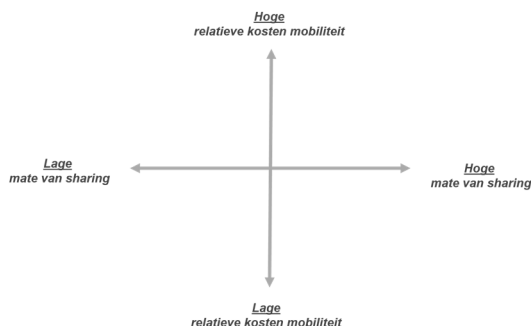 Hoge
relatieve kosten mobiliteit
Lage
mate van sharing
Hoge
mate van sharing
Lage
relatieve kosten mobiliteit